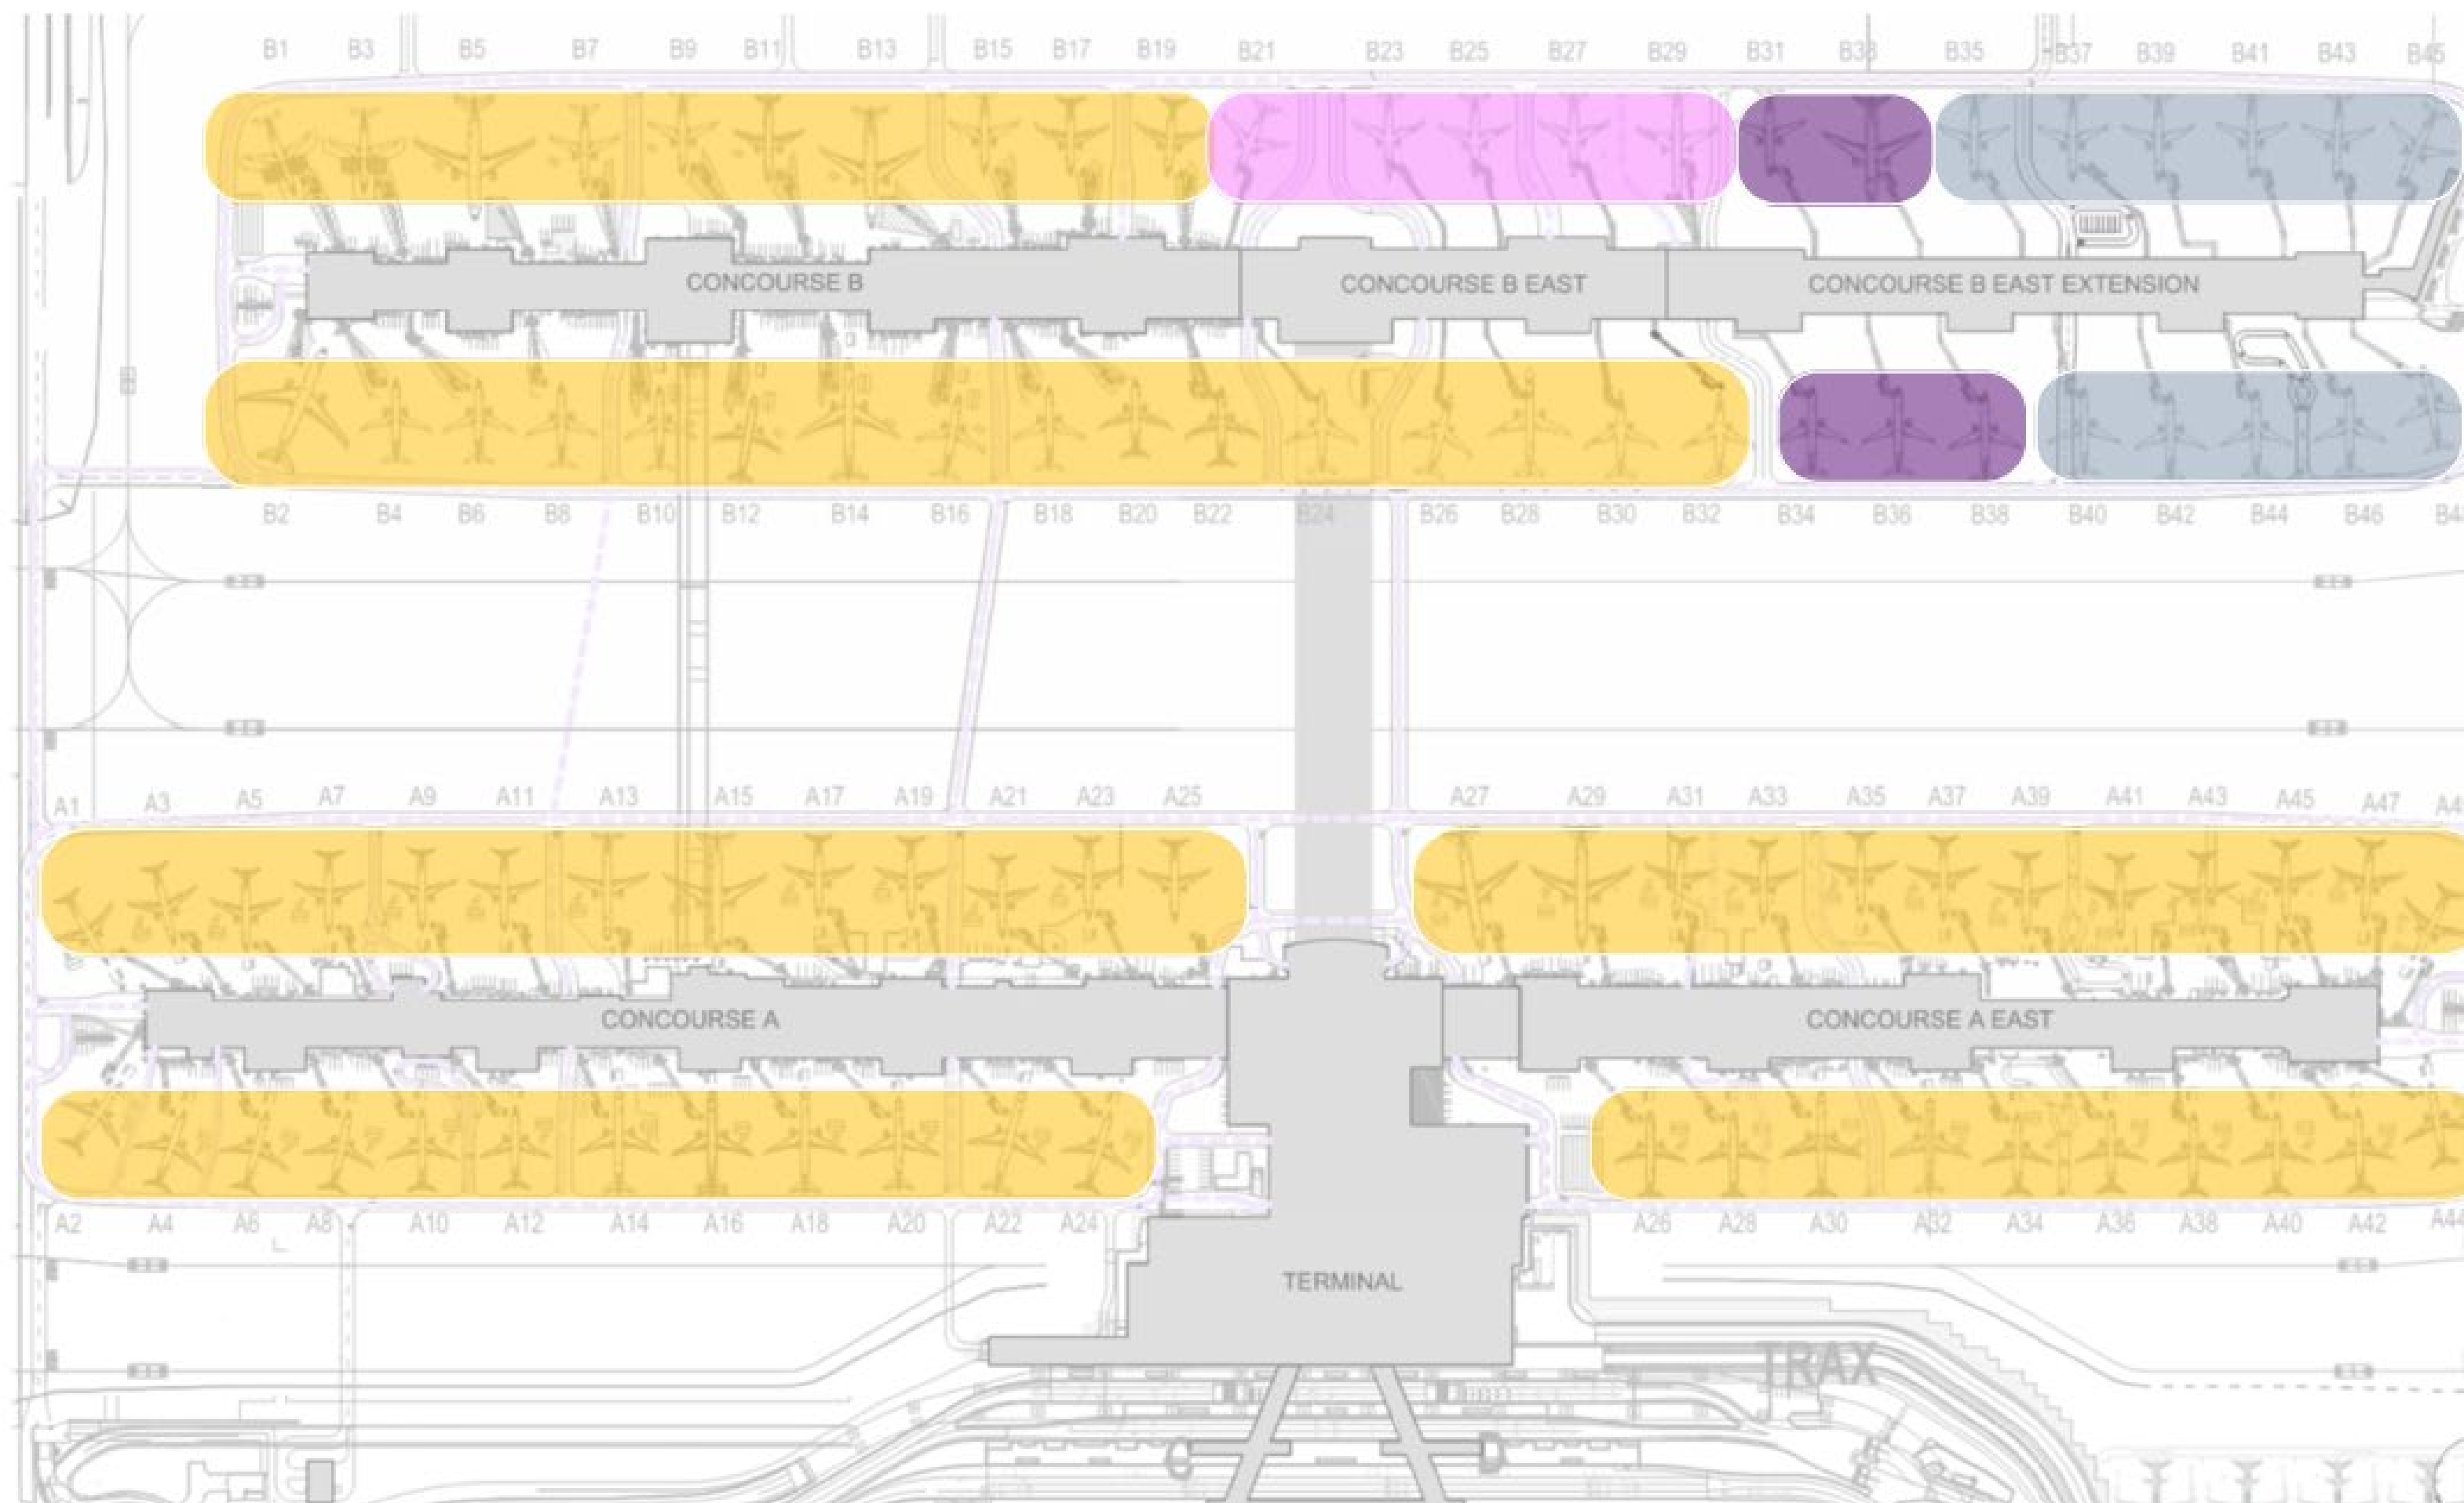 B1 B3 B5 B7 B9 B11 B13 B15 B17 B19 B21 B23 B25 B27 B29 B31 B33 B35 B37 B39 B41 B43 B45
CONCOURSE B CONCOURSE B EAST CONCOURSE B EAST EXTENSION
B2 B4 B6 B8 B10 B12 B14 B16 B18 B20 B22 B24 B26 B28 B30 B32 B34 B36 B38 B40 B42 B44 B46
A1 A3 A5 A7 A9 A11 A13 A15 A17 A19 A21 A23 A25 A27 A29 A31 A33 A35 A37 A39 A41 A43 A45 A47
CONCOURSE A CONCOURSE A EAST
A2 A4 A6 A8 A10 A12 A14 A16 A18 A20 A22 A24 A26 A28 A30 A32 A34 A36 A38 A40 A42 A44
TERMINAL
TRAX